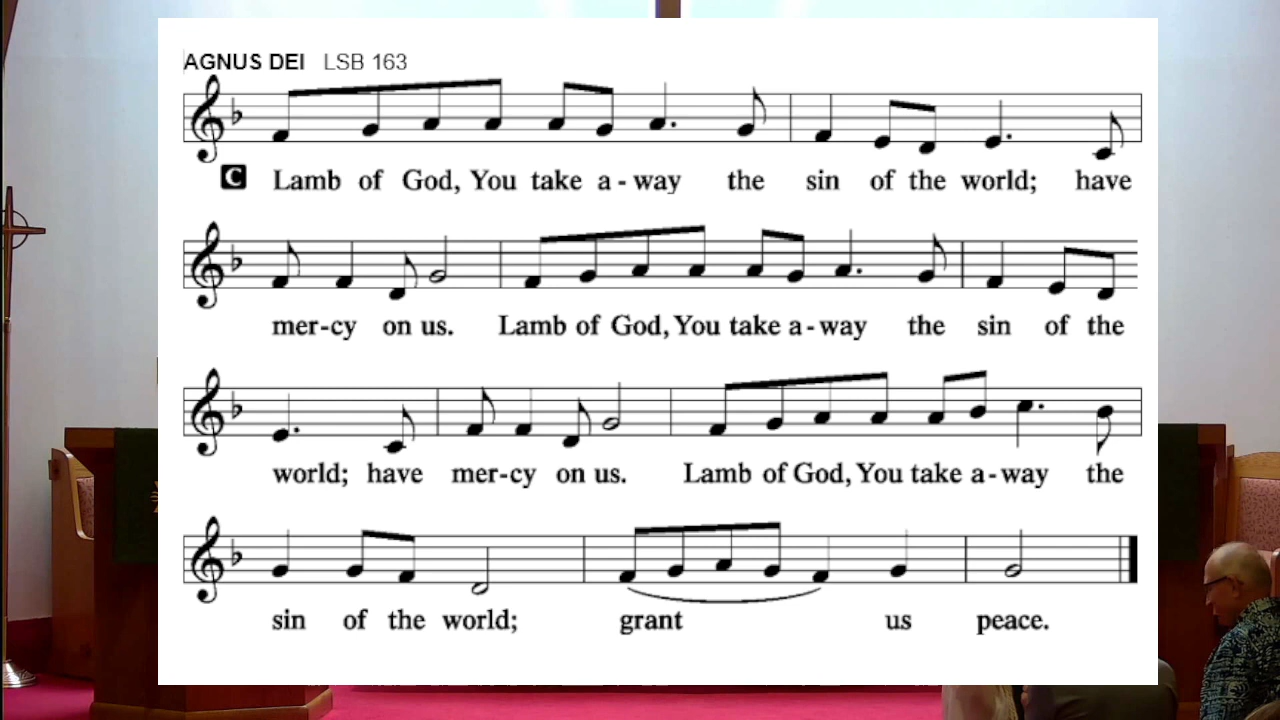 AGNUS DEI LSB 163
C Lamb of God, You take a - way the sin of the world; have
mer-cy on us. Lamb of God, You take a - way the sin of the
world; have mer-cy on us. Lamb of God, You take a - way the
sin of the world; grant us peace.